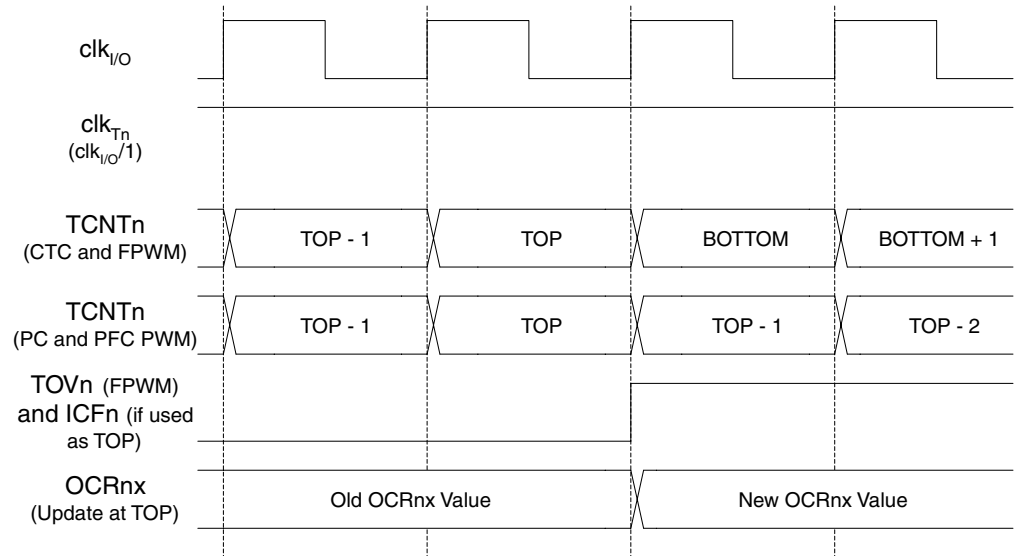 clkI/O
clkTn
(clkI/O/1)
TCNTn
(CTC and FPWM)
TOP - 1 TOP BOTTOM BOTTOM + 1
TCNTn
(PC and PFC PWM)
TOP - 1 TOP TOP - 1 TOP - 2
TOVn (FPWM)
and ICFn (if used
as TOP)
OCRnx
(Update at TOP)
Old OCRnx Value New OCRnx Value